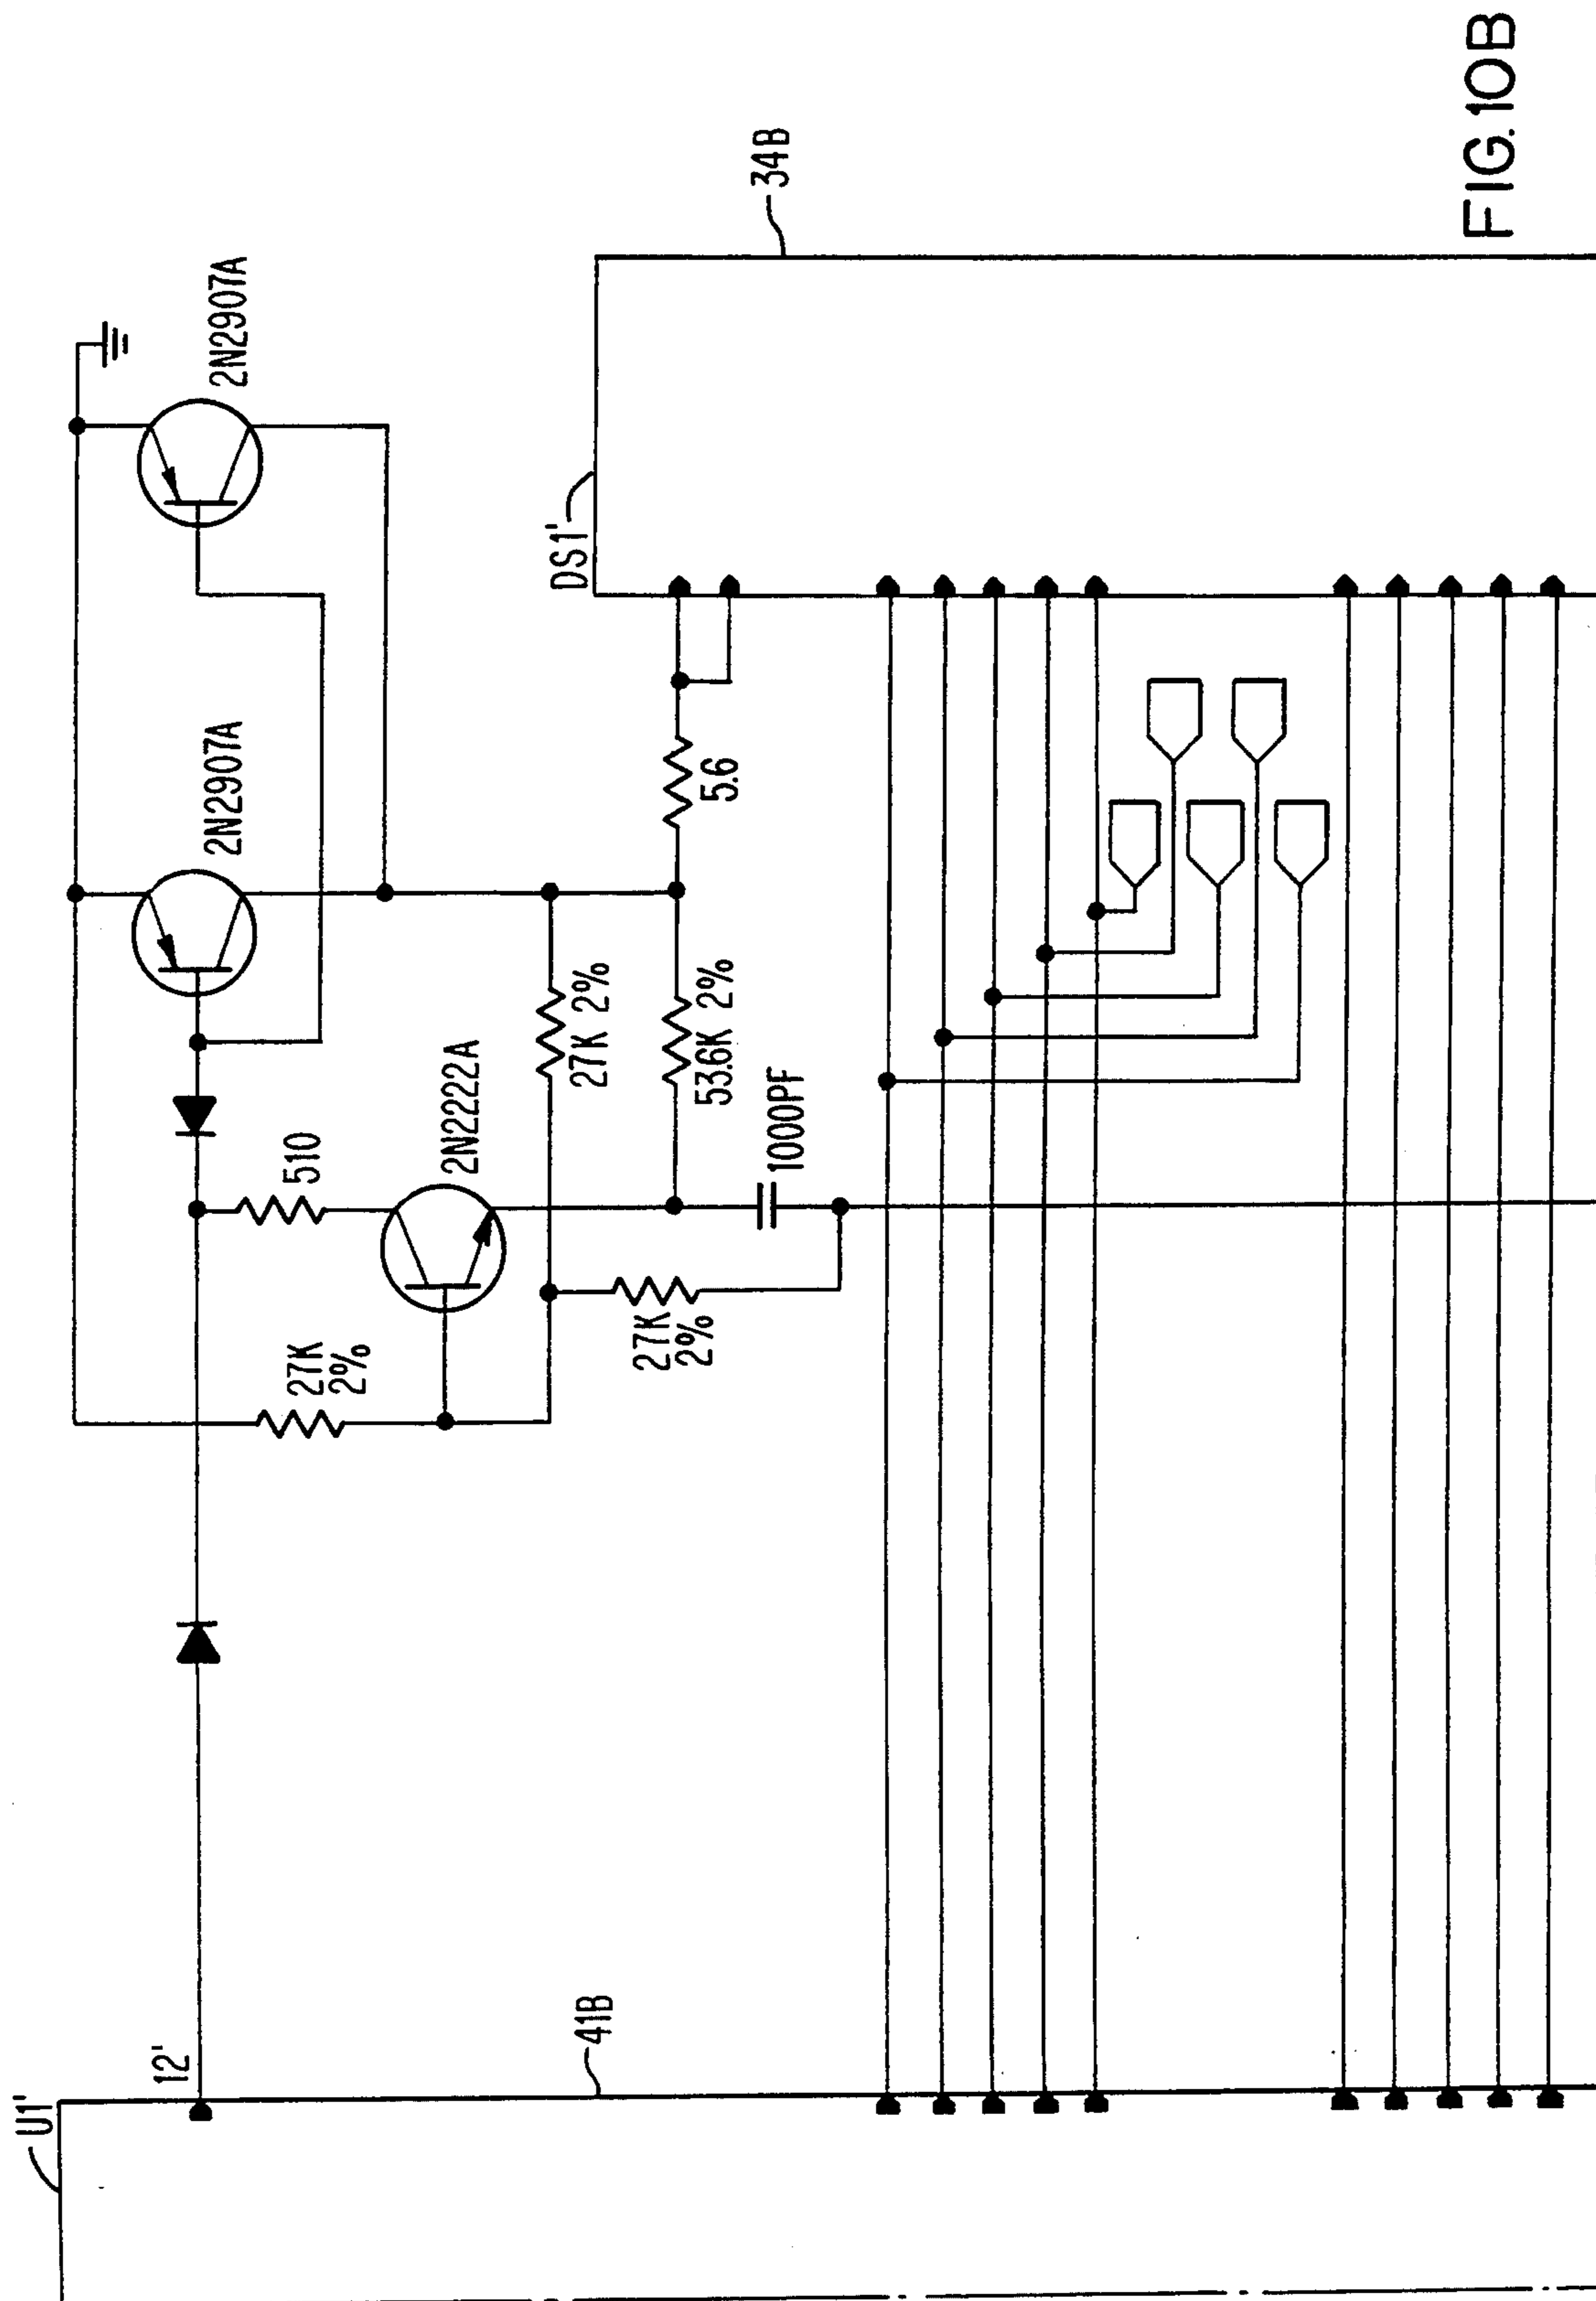 U1'
12'
41B
27K
2%
510
2N2222A
27K
2%
27K 2%
53.6K 2%
1000PF
2N2907A
5.6
2N2907A
DS1'
34B
FIG. 10B